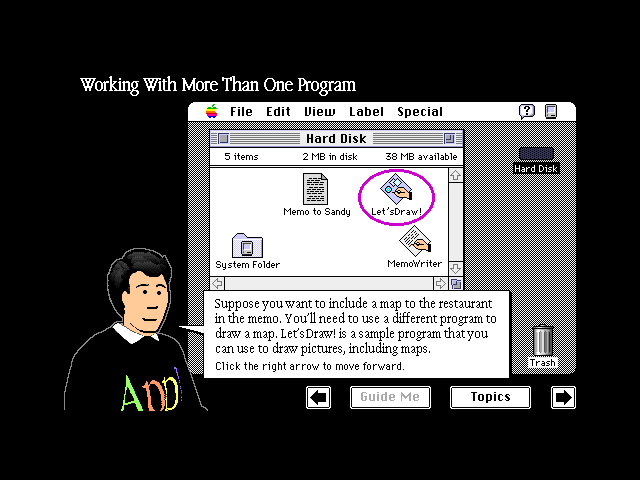 Working With More Than One Program
File Edit View Label Special
Hard Disk
5 items 2 MB in disk 38 MB available
Hard Disk
Memo to Sandy Let'sDraw!
System Folder MemoWriter
Suppose you want to include a map to the restaurant
in the memo. You'll need to use a different program to
draw a map. Let'sDraw! is a sample program that you
can use to draw pictures, including maps.
Click the right arrow to move forward.
Trash
Guide Me Topics